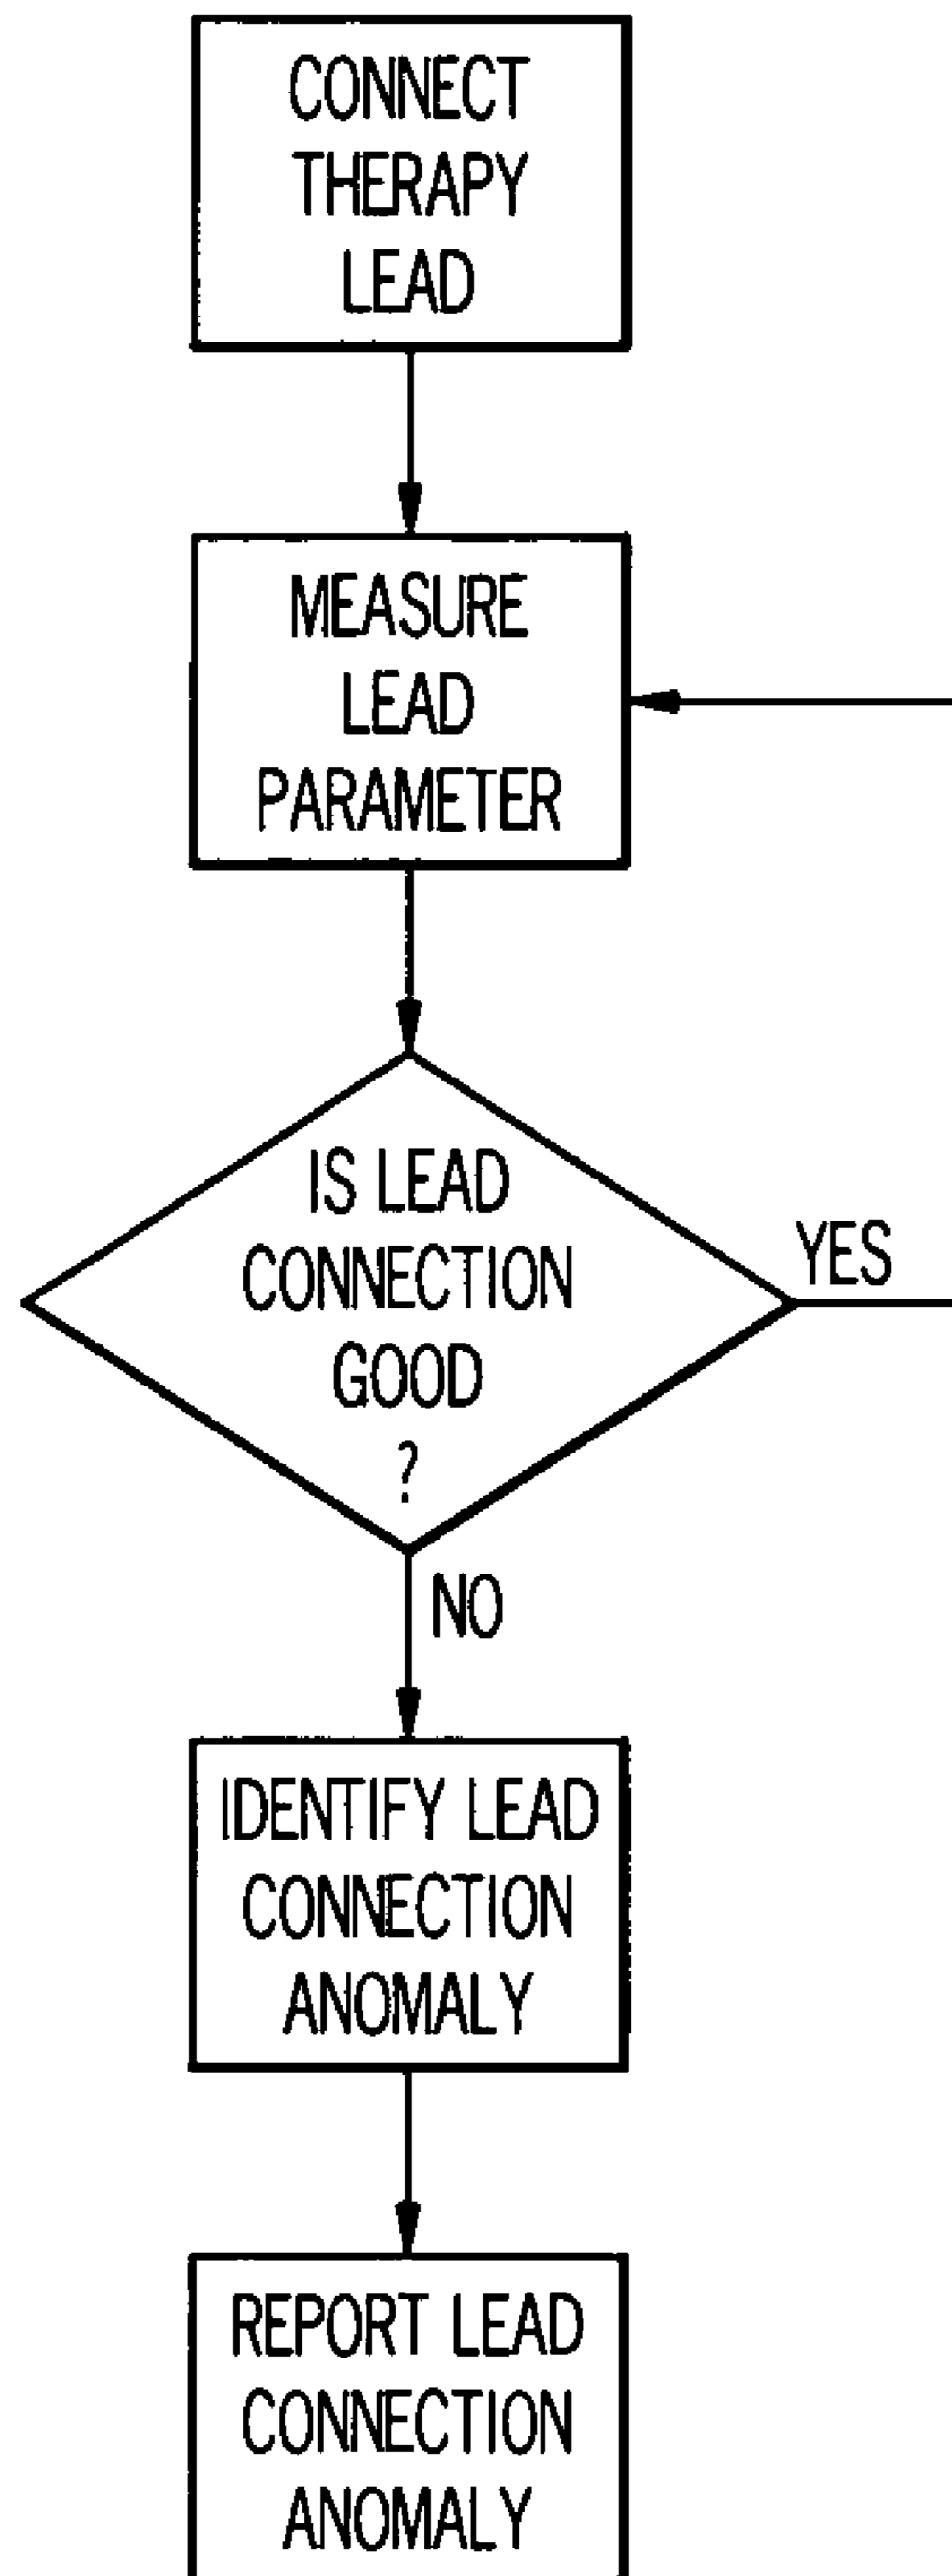 CONNECT
THERAPY
LEAD
MEASURE
LEAD
PARAMETER
IS LEAD
CONNECTION
GOOD
?
YES
NO
IDENTIFY LEAD
CONNECTION
ANOMALY
REPORT LEAD
CONNECTION
ANOMALY